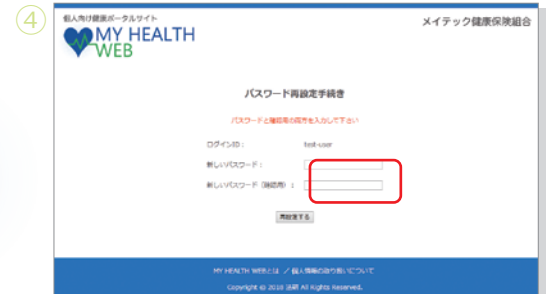 ④
個人向け健康ポータルサイト
MY HEALTH WEB
メイテック健康保険組合
パスワード再設定手続き
パスワードと確認用の両方を入力して下さい
ログインID： test-user
新しいパスワード：
新しいパスワード（確認用）：
再設定する
MY HEALTH WEBとは ／個人情報の取り扱いについて
Copyright © 2018 法研 All Rights Reserved.